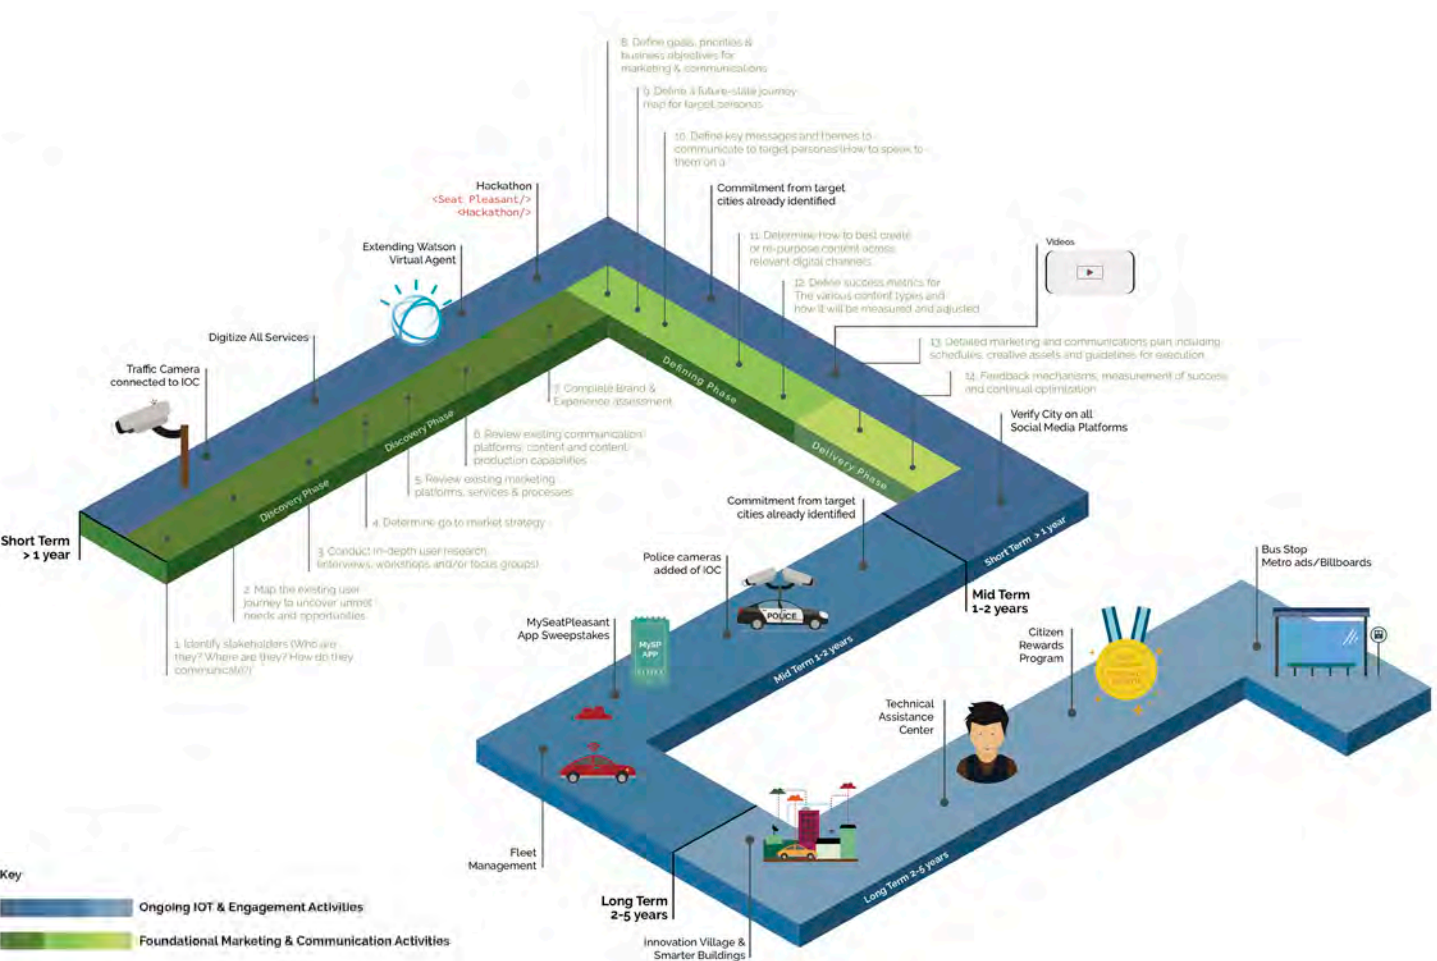 8. Define goals, priorities &
business objectives for
marketing & communications
9. Define a future-state journey
map for target personas
10. Define key messages and themes to
communicate to target personas (How to speak to
them on a
Hackathon
<Seat Pleasant/>
<Hackathon/>
Commitment from target
cities already identified
11. Determine how to best create
or re-purpose content across
relevant digital channels
Extending Watson
Virtual Agent
Videos
12. Define success metrics for
The various content types and
how it will be measured and adjusted
Digitize All Services
13. Detailed marketing and communications plan including
schedules, creative assets and guidelines for execution
Traffic Camera
connected to IOC
14. Feedback mechanisms, measurement of success
and continual optimisation
Defining Phase
7. Complete Brand &
Experience assessment
Verify City on all
Social Media Platforms
Discovery Phase
6. Review existing communication
platforms, content and content
production capabilities
Delivery Phase
5. Review existing marketing
platforms, services & processes
Discovery Phase
Commitment from target
cities already identified
4. Determine go to market strategy
Short Term
> 1 year
Short Term > 1 year
3. Conduct in-depth user research
(interviews, workshops and/or focus groups)
Police cameras
added of IOC
Bus Stop
Metro ads/Billboards
2. Map the existing user
journey to uncover unmet
needs and opportunities
Mid Term
1-2 years
POLICE
MySeatPleasant
App Sweepstakes
MySP
APP
Citizen
Rewards
Program
1. Identify stakeholders (Who are
they? Where are they? How do they
communicate?)
Mid Term 1-2 years
Technical
Assistance
Center
Fleet
Management
Long Term 2-5 years
Long Term
2-5 years
Innovation Village &
Smarter Buildings
Key
Ongoing IOT & Engagement Activities
Foundational Marketing & Communication Activities